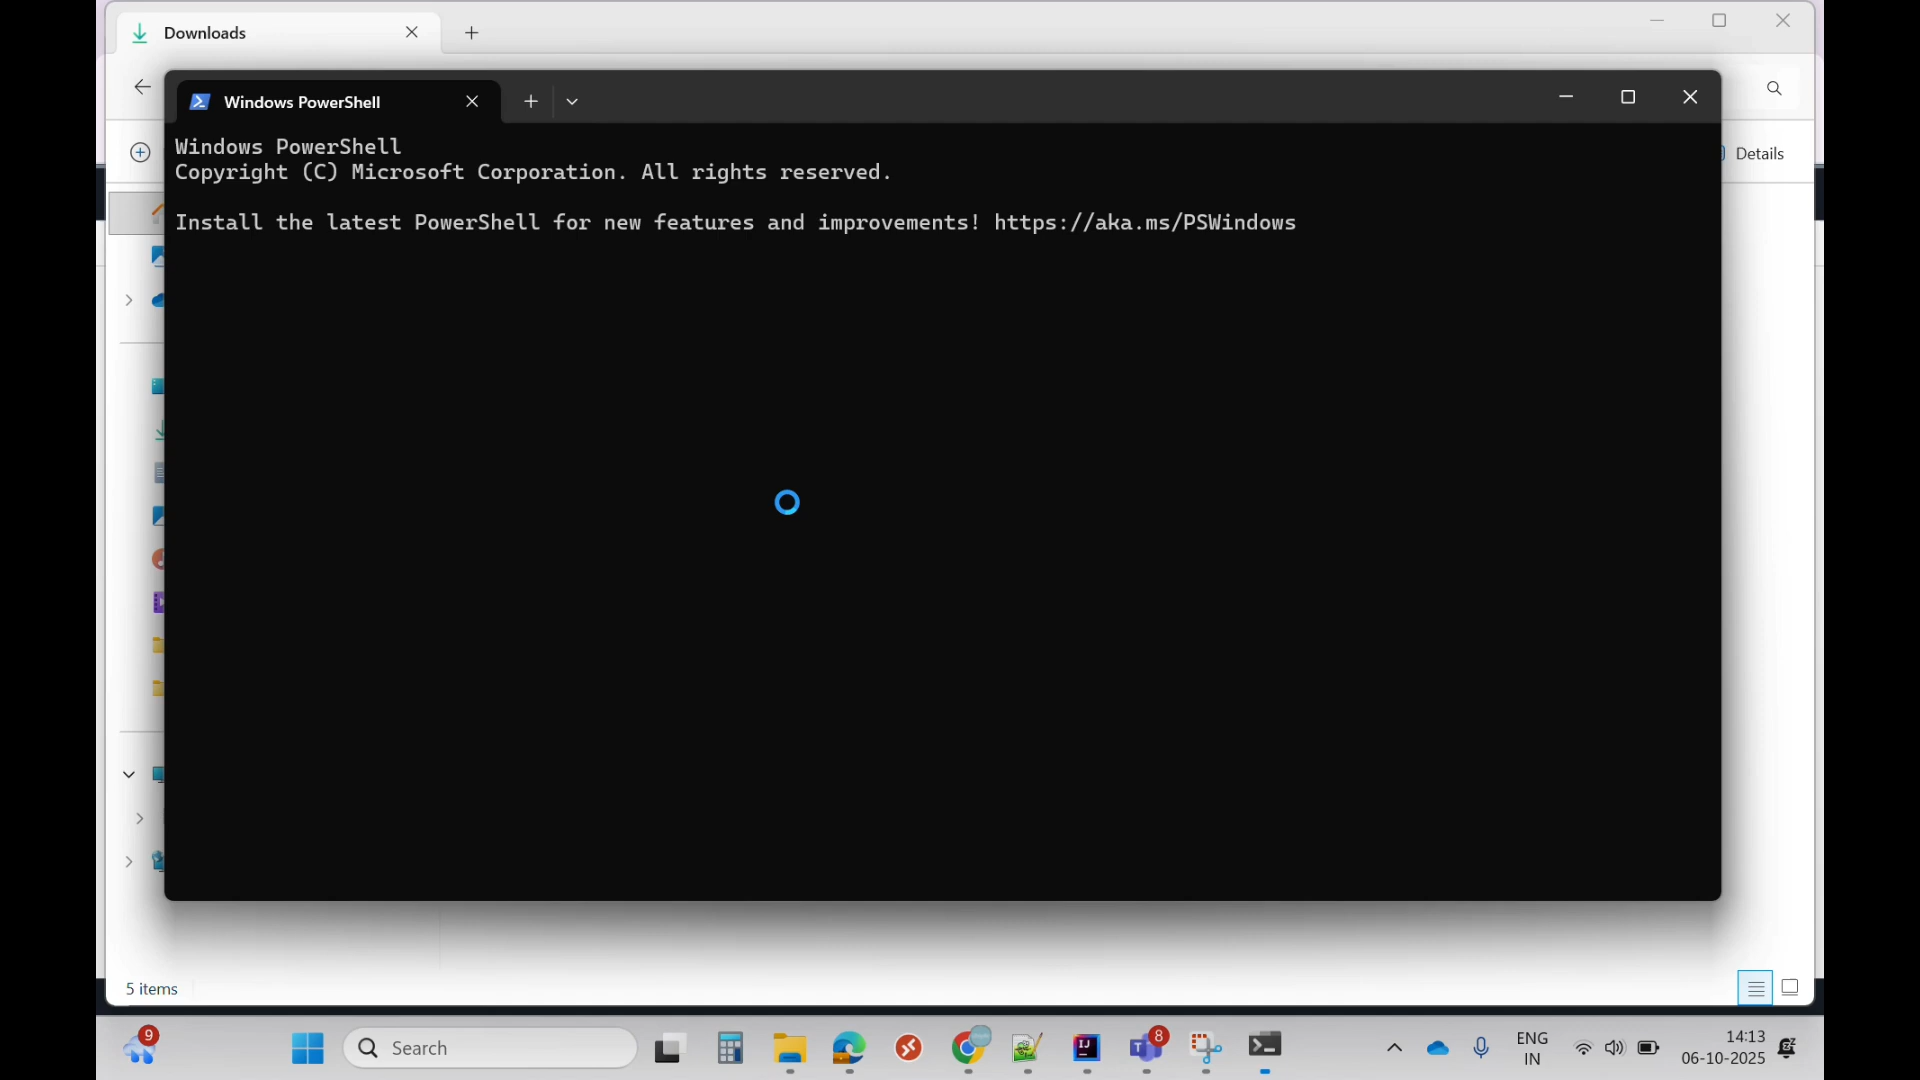 Downloads
Windows PowerShell
Details
Windows PowerShell
Copyright (C) Microsoft Corporation. All rights reserved.
Install the latest PowerShell for new features and improvements! https://aka.ms/PSWindows
5 items
9
Search
8
ENG
IN
14:13
06-10-2025